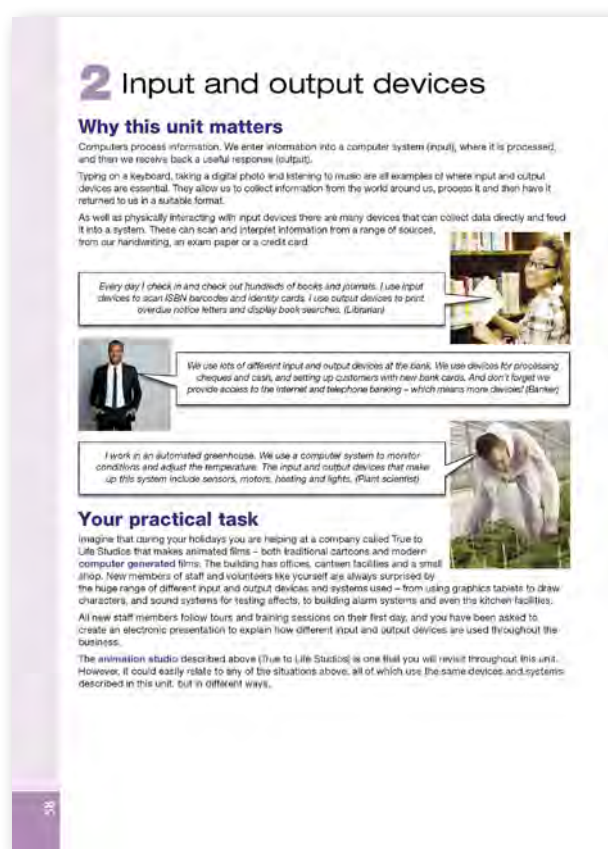 2 Input and output devices
Why this unit matters
Computers process information. We enter information into a computer system (input), where it is processed,
and then we receive back a useful response (output).
Typing on a keyboard, taking a digital photo and listening to music are all examples of where input and output
devices are essential. They allow us to collect information from the world around us, process it and then have it
returned to us in a suitable format.
As well as physically interacting with input devices there are many devices that can collect data directly and feed
it into a system. These can scan and interpret information from a range of sources,
from our handwriting, an exam paper or a credit card.
Every day I check in and check out hundreds of books and journals. I use input
devices to scan ISBN barcodes and identity cards. I use output devices to print
overdue notice letters and display book searches. (Librarian)
We use lots of different input and output devices at the bank. We use devices for processing
cheques and cash, and setting up customers with new bank cards. And don't forget we
provide access to the internet and telephone banking – which means more devices! (Banker)
I work in an automated greenhouse. We use a computer system to monitor
conditions and adjust the temperature. The input and output devices that make
up this system include sensors, motors, heating and lights. (Plant scientist)
Your practical task
Imagine that during your holidays you are helping at a company called True to
Life Studios that makes animated films – both traditional cartoons and modern
computer generated films. The building has offices, canteen facilities and a small
shop. New members of staff and volunteers like yourself are always surprised by
the huge range of different input and output devices and systems used – from using graphics tablets to draw
characters, and sound systems for testing effects, to building alarm systems and even the kitchen facilities.
All new staff members follow tours and training sessions on their first day, and you have been asked to
create an electronic presentation to explain how different input and output devices are used throughout the
business.
The animation studio described above (True to Life Studios) is one that you will revisit throughout this unit.
However, it could easily relate to any of the situations above, all of which use the same devices and systems
described in this unit, but in different ways.
58